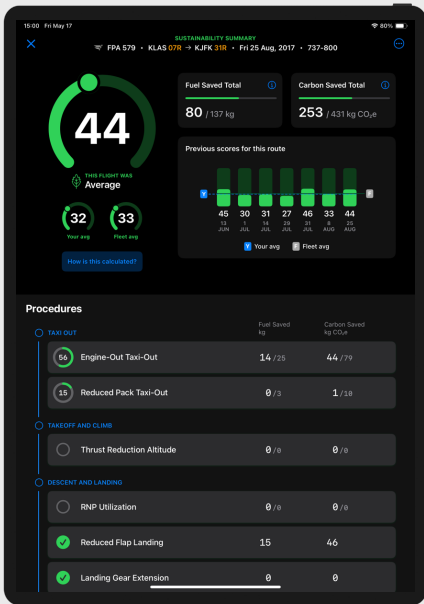 15:00 Fri May 17
80%
SUSTAINABILITY SUMMARY
FPA 579 • KLAS 07R → KJFK 31R • Fri 25 Aug, 2017 • 737-800
44
THIS FLIGHT WAS
Average
32
Your avg
33
Fleet avg
How is this calculated?
Fuel Saved Total
80 / 137 kg
Carbon Saved Total
253 / 431 kg CO₂e
Previous scores for this route
Y
F
45 30 31 27 46 33 44
13 1 14 29 31 8 25
JUN JUL JUL JUL JUL AUG AUG
Y Your avg F Fleet avg
Procedures
Fuel Saved
kg
Carbon Saved
kg CO₂e
TAXI OUT
56 Engine-Out Taxi-Out 14/25 44/79
15 Reduced Pack Taxi-Out 0/3 1/10
TAKEOFF AND CLIMB
Thrust Reduction Altitude 0/0 0/0
DESCENT AND LANDING
RNP Utilization 0/0 0/0
Reduced Flap Landing 15 46
Landing Gear Extension 0 0